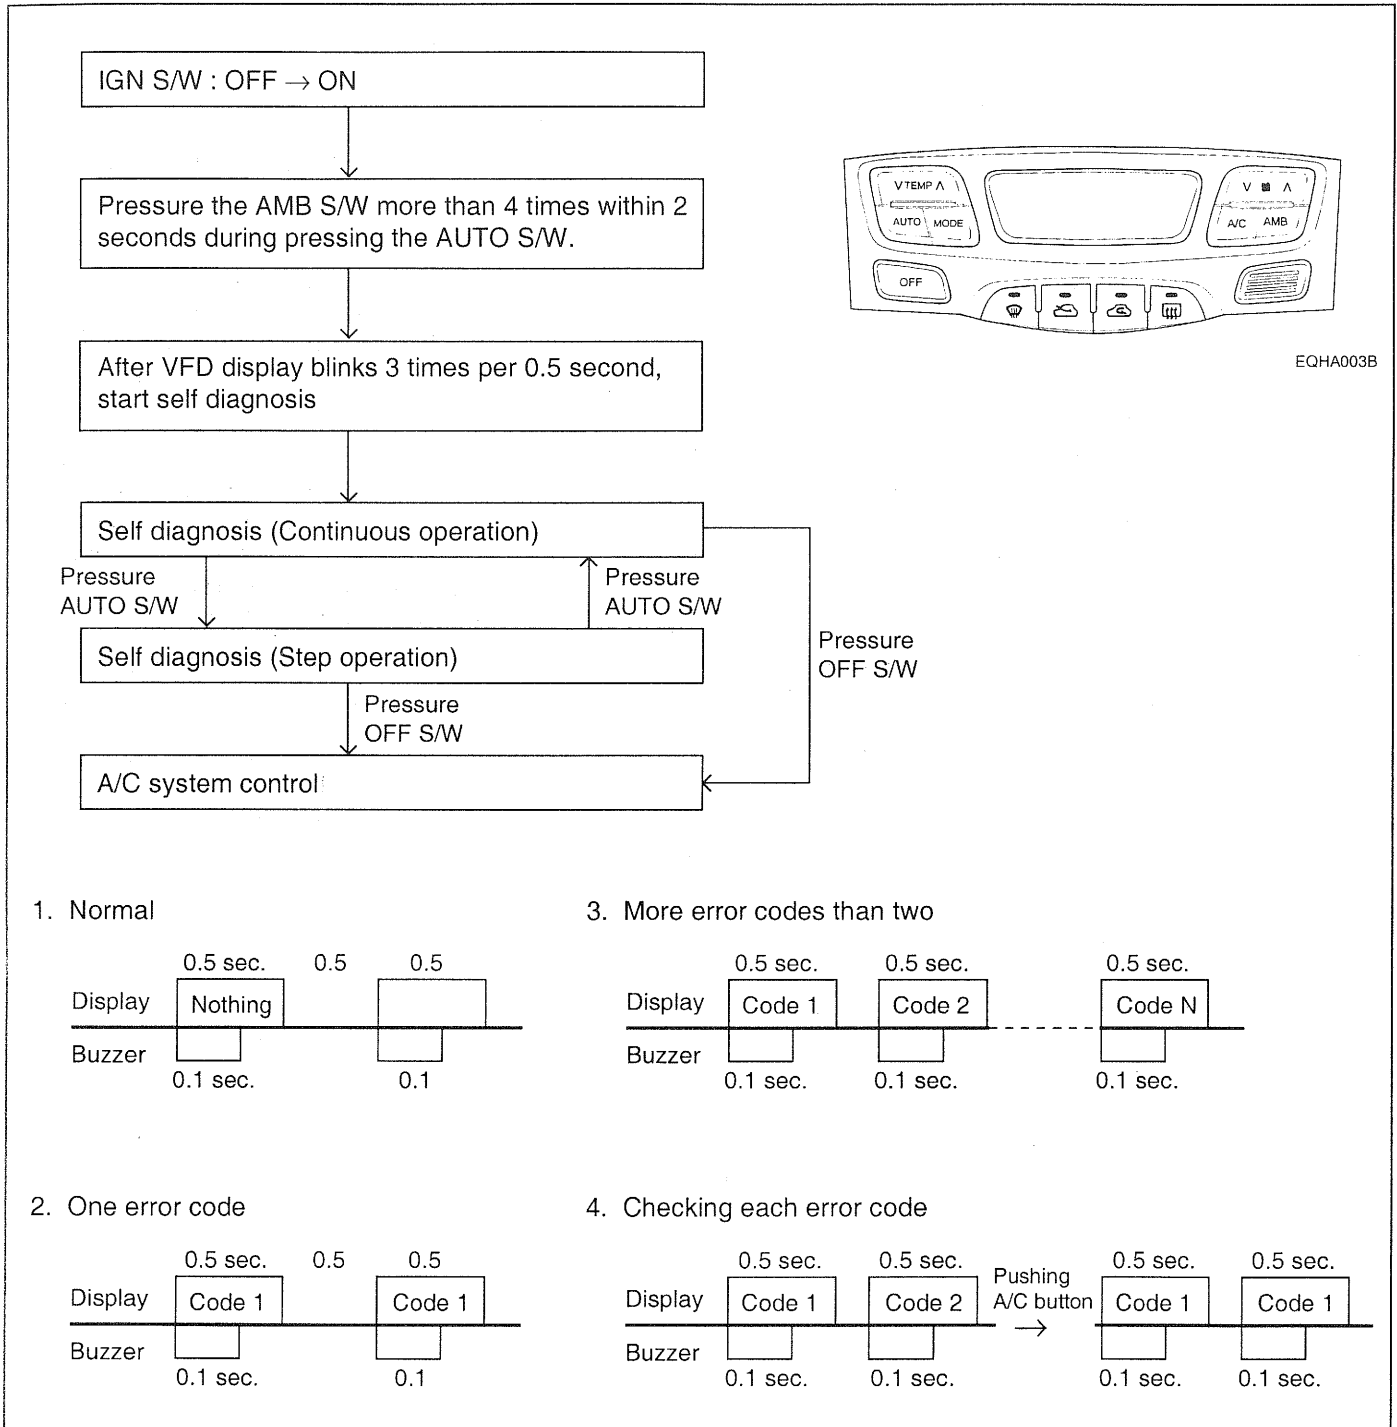 IGN S/W : OFF → ON
Pressure the AMB S/W more than 4 times within 2
seconds during pressing the AUTO S/W.
After VFD display blinks 3 times per 0.5 second,
start self diagnosis
Self diagnosis (Continuous operation)
Pressure
AUTO S/W
Pressure
AUTO S/W
Pressure
OFF S/W
Self diagnosis (Step operation)
Pressure
OFF S/W
A/C system control
V TEMP Λ
AUTO MODE
V Λ
A/C AMB
OFF
EQHA003B
1. Normal
0.5 sec. 0.5 0.5
Display Nothing
Buzzer
0.1 sec. 0.1
2. One error code
0.5 sec. 0.5 0.5
Display Code 1 Code 1
Buzzer
0.1 sec. 0.1
3. More error codes than two
0.5 sec. 0.5 sec. 0.5 sec.
Display Code 1 Code 2 Code N
Buzzer
0.1 sec. 0.1 sec. 0.1 sec.
4. Checking each error code
0.5 sec. 0.5 sec. 0.5 sec. 0.5 sec.
Pushing
A/C button
→
Display Code 1 Code 2 Code 1 Code 1
Buzzer
0.1 sec. 0.1 sec. 0.1 sec. 0.1 sec.